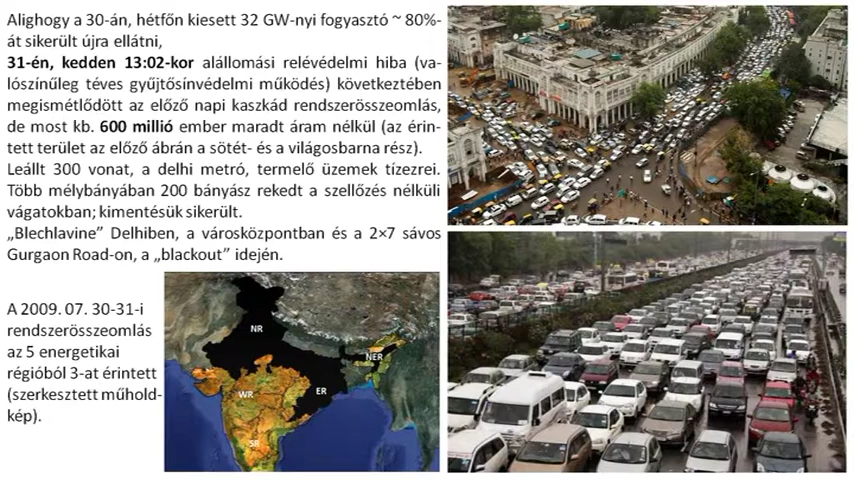 Alighogy a 30-án, hétfőn kiesett 32 GW-nyi fogyasztó ~ 80%-
át sikerült újra ellátni,
31-én, kedden 13:02-kor alállomási relévédelmi hiba (va-
lószínűleg téves gyűjtősínvédelmi működés) következtében
megismétlődött az előző napi kaszkád rendszerösszeomlás,
de most kb. 600 millió ember maradt áram nélkül (az érin-
tett terület az előző ábrán a sötét- és a világosbarna rész).
Leállt 300 vonat, a delhi metró, termelő üzemek tízezrei.
Több mélybányában 200 bányász rekedt a szellőzés nélküli
vágatokban; kimentésük sikerült.
„Blechlavine” Delhiben, a városközpontban és a 2×7 sávos
Gurgaon Road-on, a „blackout” idején.
A 2009. 07. 30-31-i
rendszerösszeomlás
az 5 energetikai
régióból 3-at érintett
(szerkesztett műhold-
kép).
NR
NER
WR
ER
SR